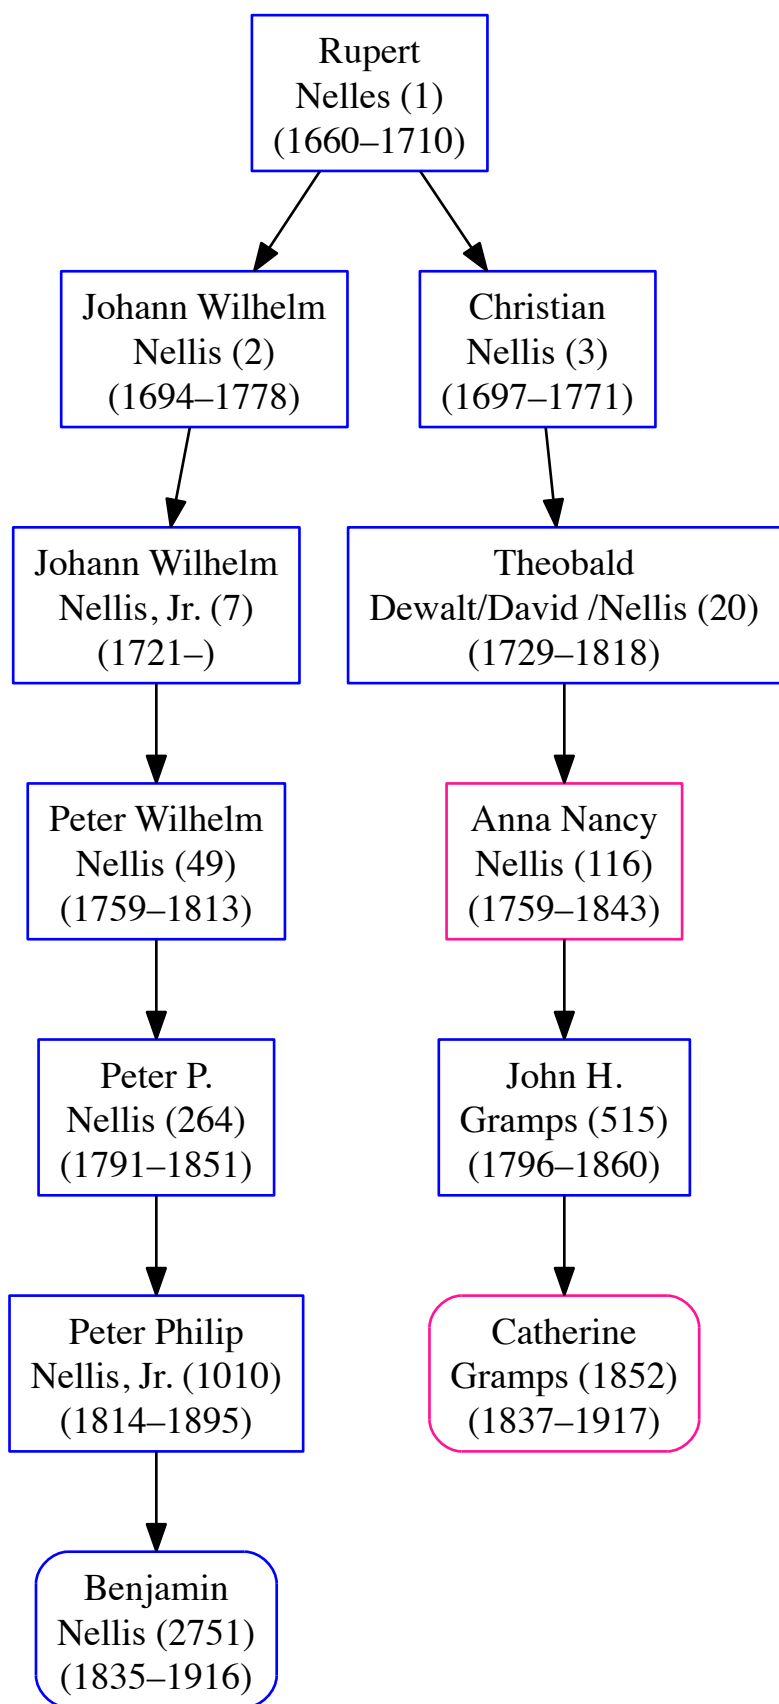 Rupert
Nelles (1)
(1660–1710)
Johann Wilhelm
Nellis (2)
(1694–1778)
Christian
Nellis (3)
(1697–1771)
Johann Wilhelm
Nellis, Jr. (7)
(1721–)
Theobald
Dewalt/David /Nellis (20)
(1729–1818)
Peter Wilhelm
Nellis (49)
(1759–1813)
Anna Nancy
Nellis (116)
(1759–1843)
Peter P.
Nellis (264)
(1791–1851)
John H.
Gramps (515)
(1796–1860)
Peter Philip
Nellis, Jr. (1010)
(1814–1895)
Catherine
Gramps (1852)
(1837–1917)
Benjamin
Nellis (2751)
(1835–1916)